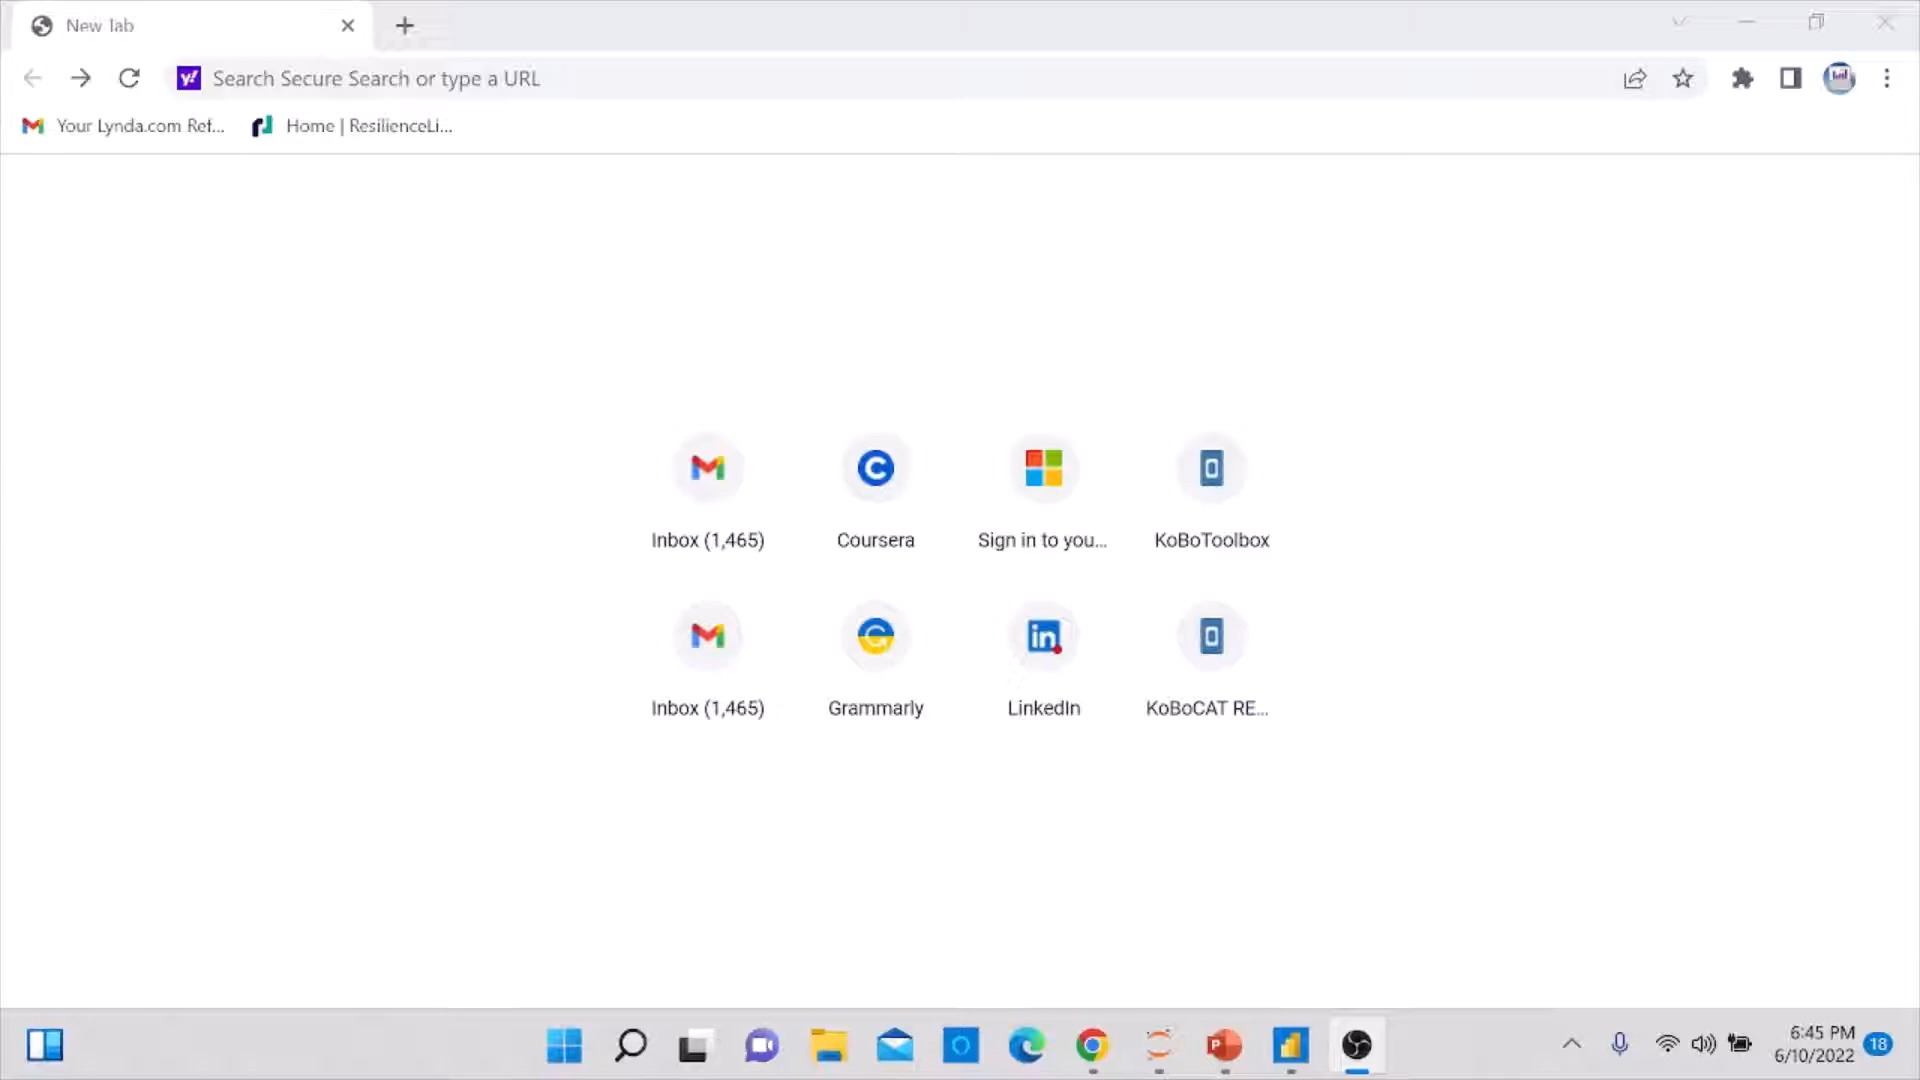 New Tab
Search Secure Search or type a URL
Your Lynda.com Ref...
Home | ResilienceLi...
Inbox (1,465)
Coursera
Sign in to you...
KoBoToolbox
Inbox (1,465)
Grammarly
LinkedIn
KoBoCAT RE...
6:45 PM
6/10/2022
18